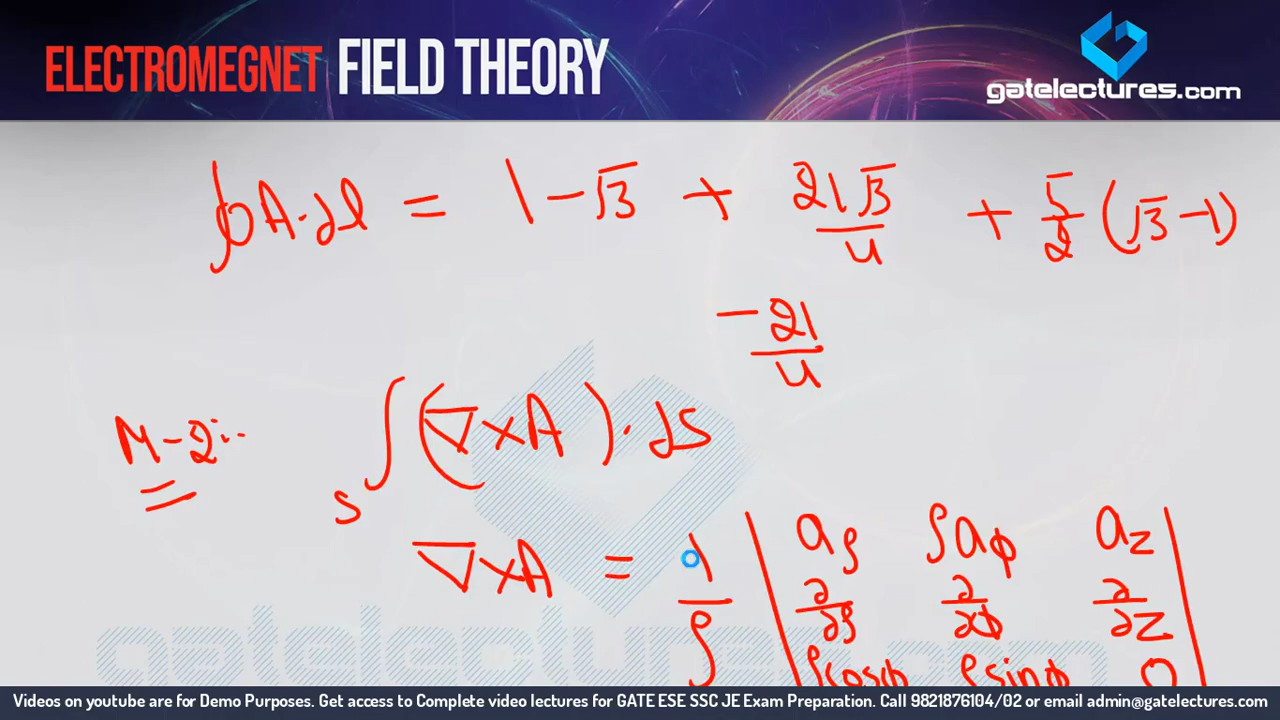 ELECTROMEGNET FIELD THEORY
gatelectures.com
∮A·dl = 1 - √3 + 21√3/4 + 5/2 (√3 - 1)
- 21/4
M-2:-
∫S (∇×A)·ds
∇×A = 1/ρ | aρ ρaϕ az |
∂/∂ρ ∂/∂ϕ ∂/∂z
ρcosϕ ρsinϕ 0
gatelectures.com
Videos on youtube are for Demo Purposes. Get access to Complete video lectures for GATE ESE SSC JE Exam Preparation. Call 9821876104/02 or email admin@gatelectures.com